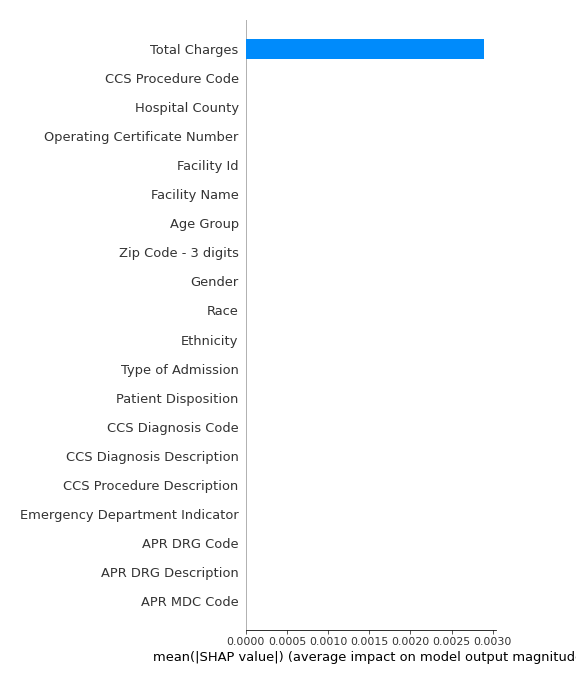 Total Charges
CCS Procedure Code
Hospital County
Operating Certificate Number
Facility Id
Facility Name
Age Group
Zip Code - 3 digits
Gender
Race
Ethnicity
Type of Admission
Patient Disposition
CCS Diagnosis Code
CCS Diagnosis Description
CCS Procedure Description
Emergency Department Indicator
APR DRG Code
APR DRG Description
APR MDC Code
0.0000 0.0005 0.0010 0.0015 0.0020 0.0025 0.0030
mean(|SHAP value|) (average impact on model output magnitud